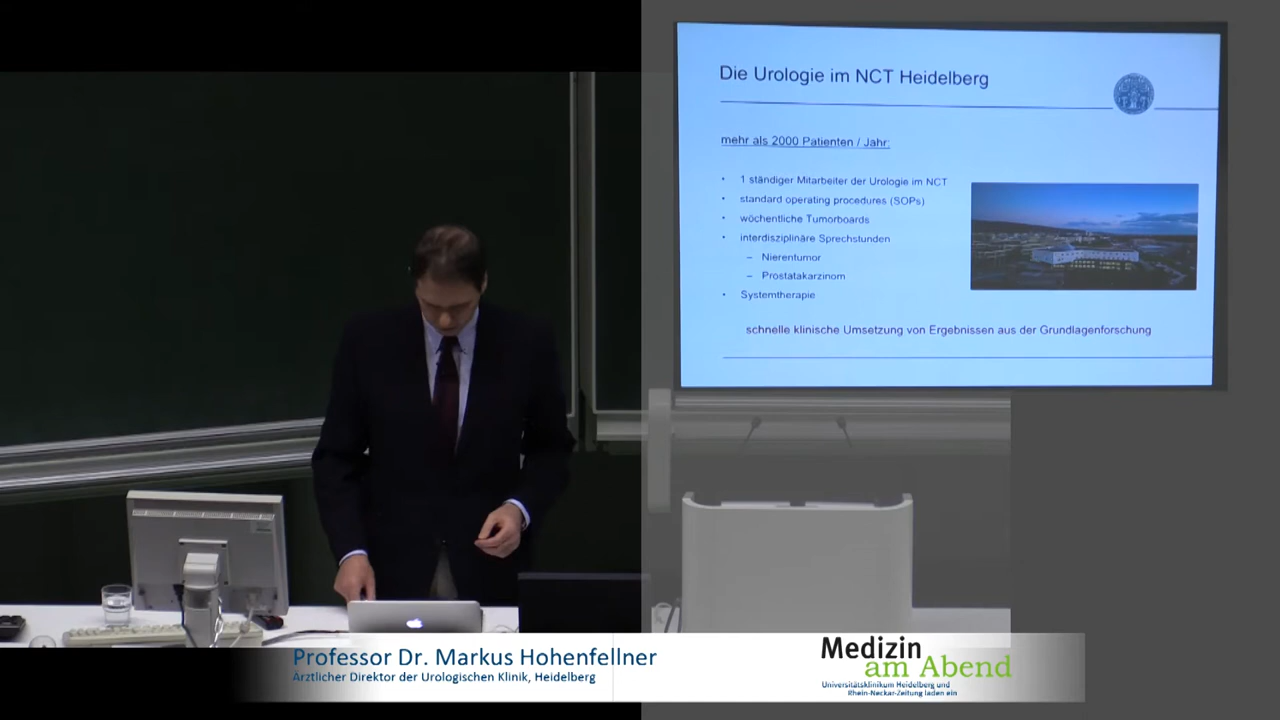 Die Urologie im NCT Heidelberg
mehr als 2000 Patienten / Jahr:
• 1 ständiger Mitarbeiter der Urologie im NCT
• standard operating procedures (SOPs)
• wöchentliche Tumorboards
• interdisziplinäre Sprechstunden
– Nierentumor
– Prostatakarzinom
• Systemtherapie
schnelle klinische Umsetzung von Ergebnissen aus der Grundlagenforschung
Professor Dr. Markus Hohenfellner
Ärztlicher Direktor der Urologischen Klinik, Heidelberg
Medizin
am Abend
Universitätsklinikum Heidelberg und
Rhein-Neckar-Zeitung laden ein